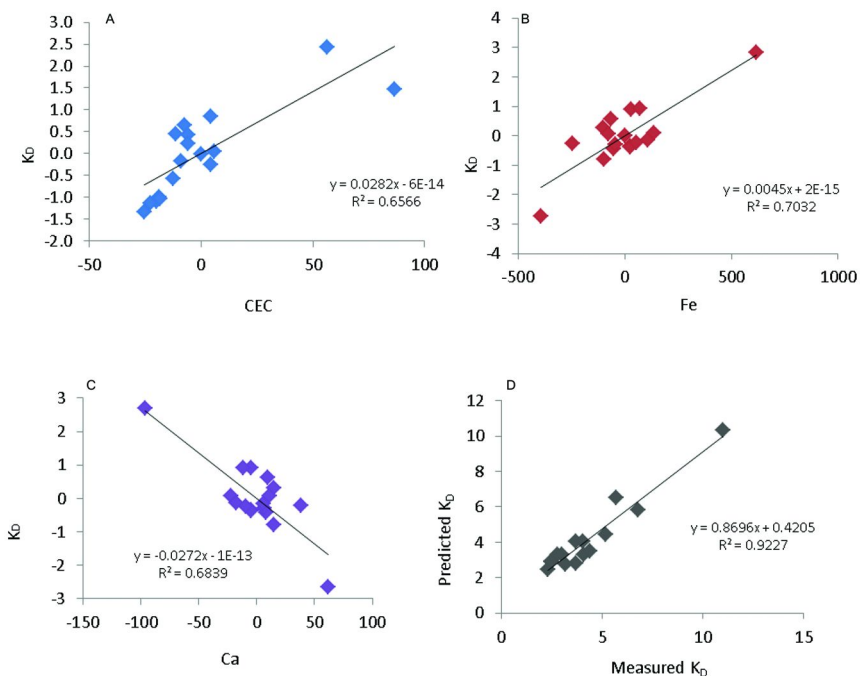 A
3.0
2.5
2.0
1.5
1.0
0.5
0.0
-0.5
-1.0
-1.5
-2.0
KD
-50 0 50 100
CEC
y = 0.0282x - 6E-14
R² = 0.6566
B
4
3
2
1
0
-1
-2
-3
-4
KD
-500 0 500 1000
Fe
y = 0.0045x + 2E-15
R² = 0.7032
C
3
2
1
0
-1
-2
-3
KD
-150 -100 -50 0 50 100
Ca
y = -0.0272x - 1E-13
R² = 0.6839
D
12
10
8
6
4
2
0
Predicted KD
0 5 10 15
Measured KD
y = 0.8696x + 0.4205
R² = 0.9227